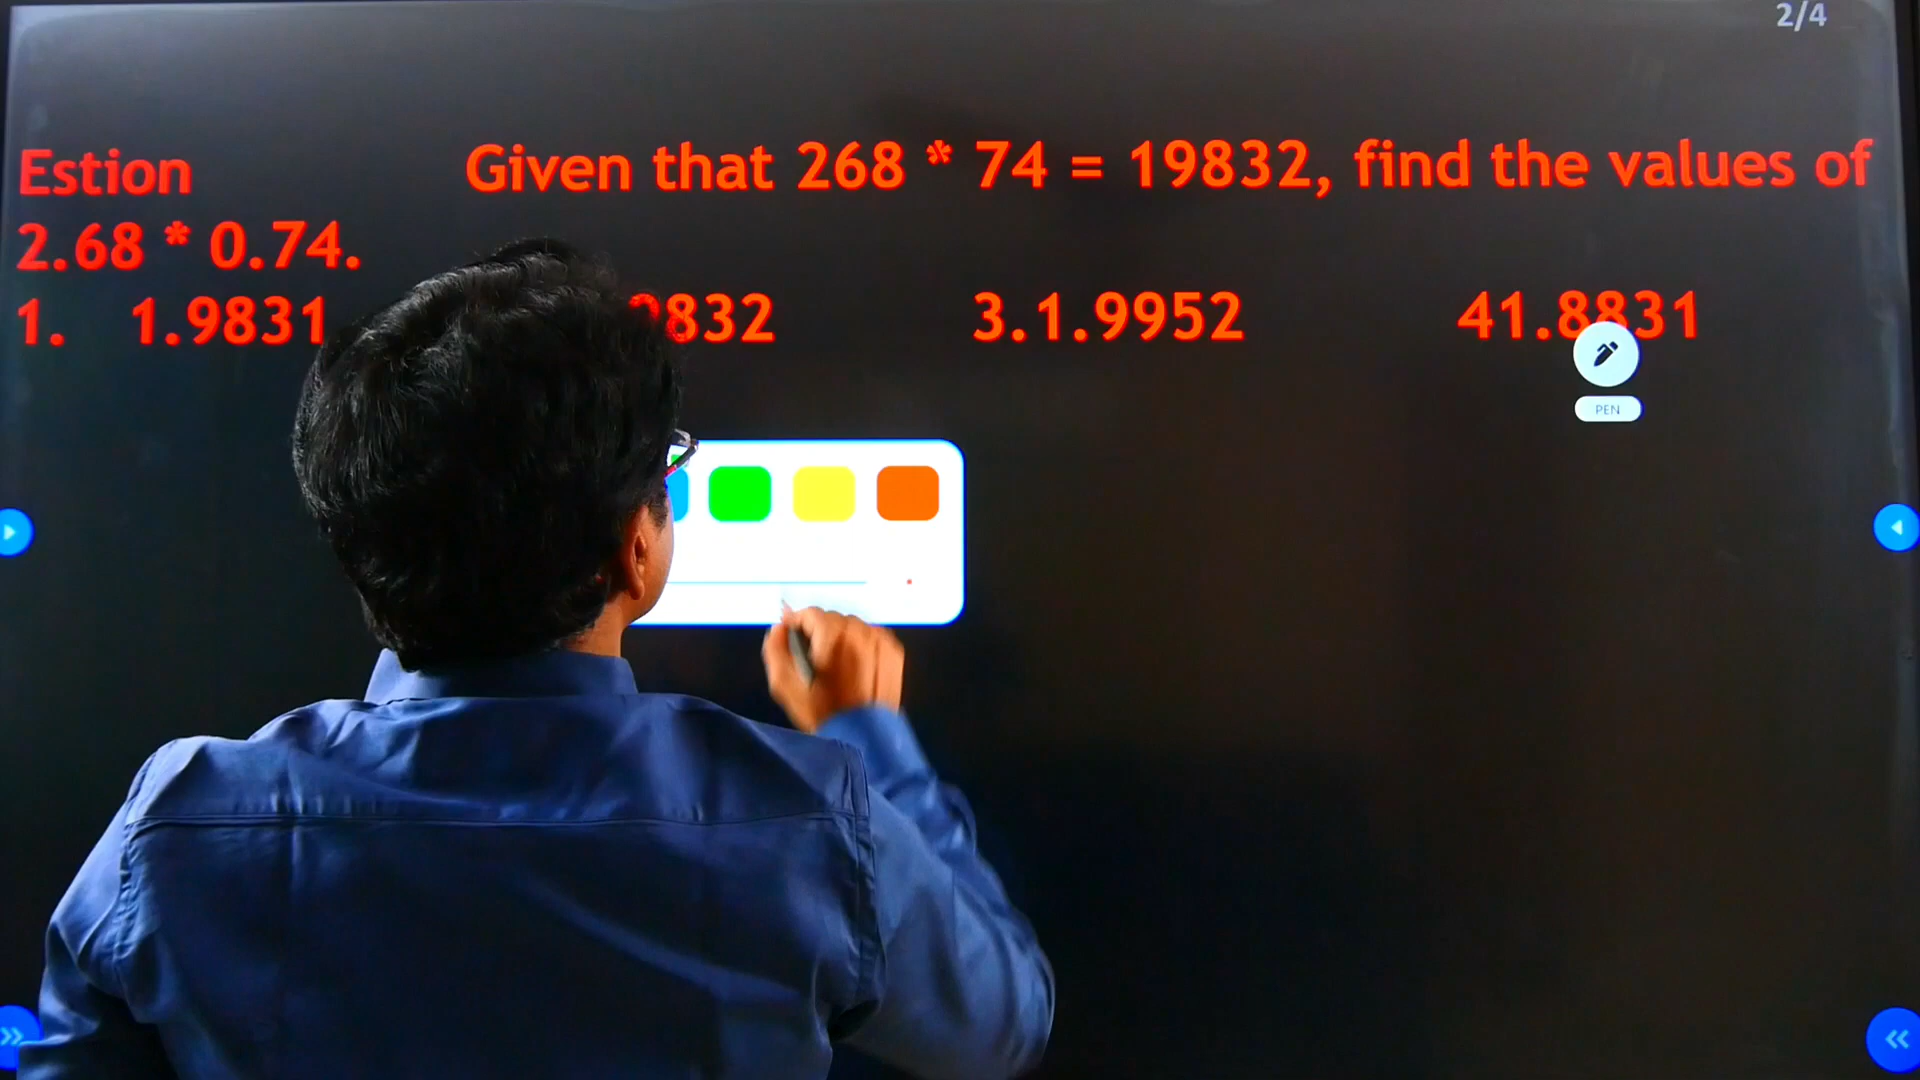 2/4
Estion Given that 268 * 74 = 19832, find the values of
2.68 * 0.74.
1. 1.9831 9832 3.1.9952 41.8831
PEN